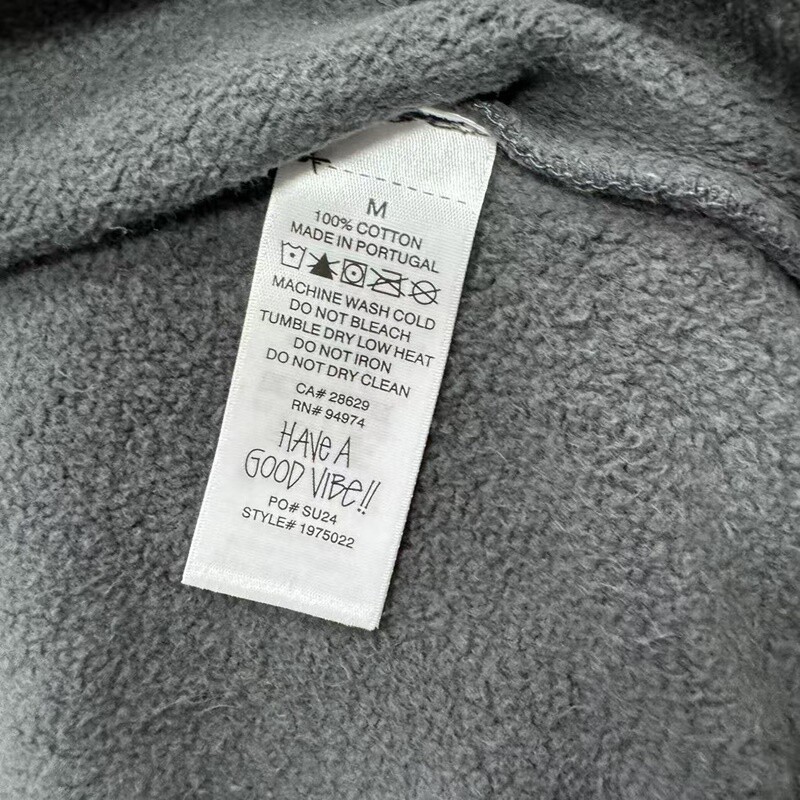 M
100% COTTON
MADE IN PORTUGAL
MACHINE WASH COLD
DO NOT BLEACH
TUMBLE DRY LOW HEAT
DO NOT IRON
DO NOT DRY CLEAN
CA# 28629
RN# 94974
HAVE A
GOOD VIBE!!
PO# SU24
STYLE# 1975022